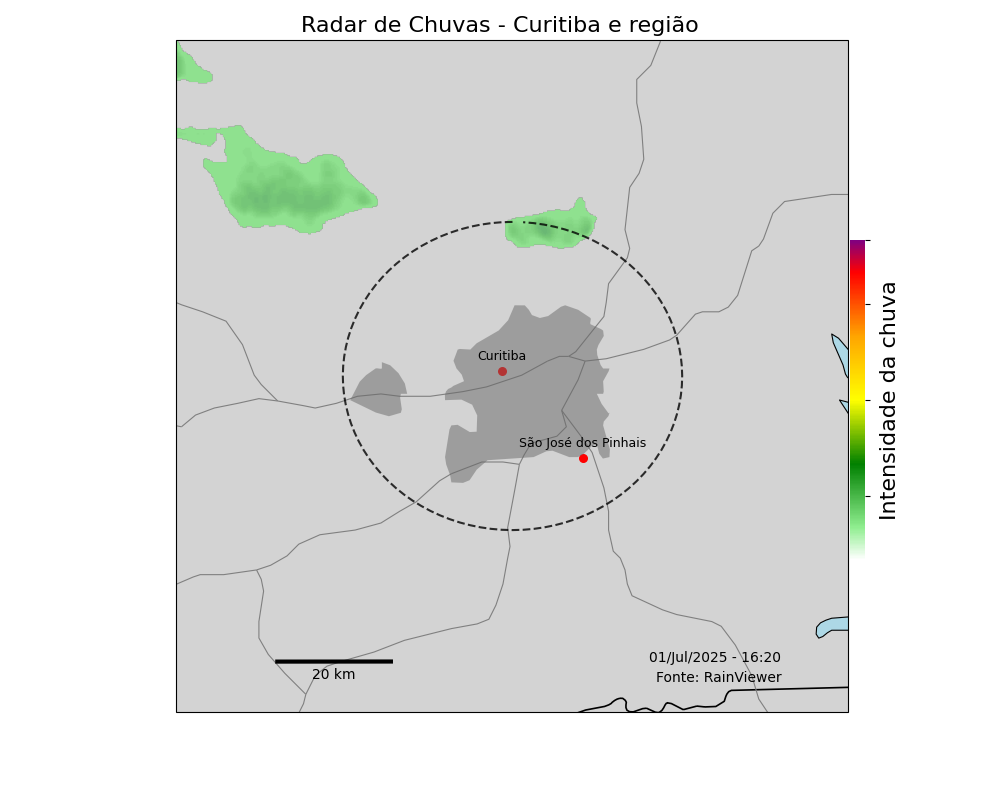 Radar de Chuvas - Curitiba e região
Curitiba
São José dos Pinhais
Intensidade da chuva
20 km
01/Jul/2025 - 16:20
Fonte: RainViewer